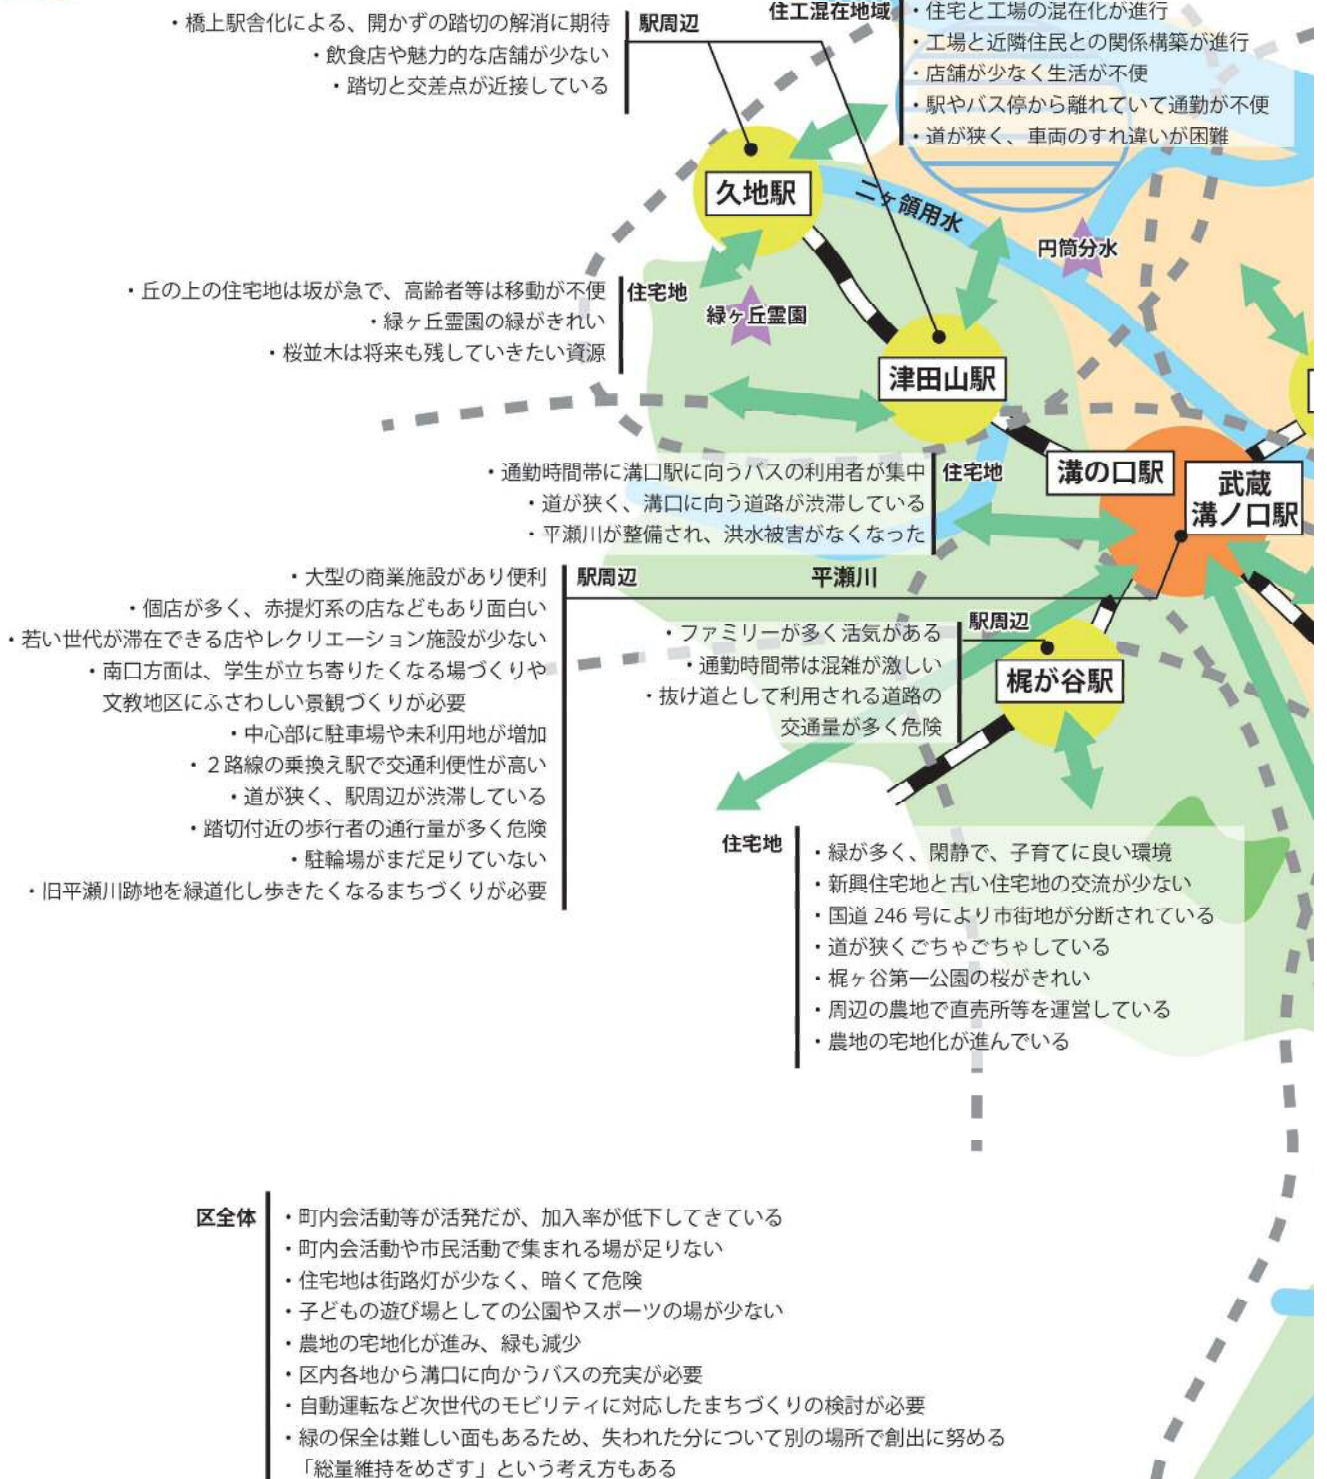 ・橋上駅舎化による、開かずの踏切の解消に期待
・飲食店や魅力的な店舗が少ない
・踏切と交差点が近接している
駅周辺
住工混在地域
・住宅と工場の混在化が進行
・工場と近隣住民との関係構築が進行
・店舗が少なく生活が不便
・駅やバス停から離れていて通勤が不便
・道が狭く、車両のすれ違いが困難
久地駅
二ヶ領用水
円筒分水
・丘の上の住宅地は坂が急で、高齢者等は移動が不便
・緑ヶ丘霊園の緑がきれい
・桜並木は将来も残していきたい資源
住宅地
緑ヶ丘霊園
津田山駅
・通勤時間帯に溝口駅に向うバスの利用者が集中
・道が狭く、溝口に向う道路が渋滞している
・平瀬川が整備され、洪水被害がなくなった
住宅地
溝の口駅
武蔵
溝ノ口駅
・大型の商業施設があり便利
・個店が多く、赤提灯系の店などもあり面白い
・若い世代が滞在できる店やレクリエーション施設が少ない
・南口方面は、学生が立ち寄りたくなる場づくりや
文教地区にふさわしい景観づくりが必要
・中心部に駐車場や未利用地が増加
・２路線の乗換え駅で交通利便性が高い
・道が狭く、駅周辺が渋滞している
・踏切付近の歩行者の通行量が多く危険
・駐輪場がまだ足りていない
・旧平瀬川跡地を緑道化し歩きたくなるまちづくりが必要
駅周辺
平瀬川
・ファミリーが多く活気がある
・通勤時間帯は混雑が激しい
・抜け道として利用される道路の
交通量が多く危険
駅周辺
梶が谷駅
住宅地
・緑が多く、閑静で、子育てに良い環境
・新興住宅地と古い住宅地の交流が少ない
・国道 246 号により市街地が分断されている
・道が狭くごちゃごちゃしている
・梶ヶ谷第一公園の桜がきれい
・周辺の農地で直売所等を運営している
・農地の宅地化が進んでいる
区全体
・町内会活動等が活発だが、加入率が低下してきている
・町内会活動や市民活動で集まれる場が足りない
・住宅地は街路灯が少なく、暗くて危険
・子どもの遊び場としての公園やスポーツの場が少ない
・農地の宅地化が進み、緑も減少
・区内各地から溝口に向かうバスの充実が必要
・自動運転など次世代のモビリティに対応したまちづくりの検討が必要
・緑の保全は難しい面もあるため、失われた分について別の場所で創出に努める
「総量維持をめざす」という考え方もある